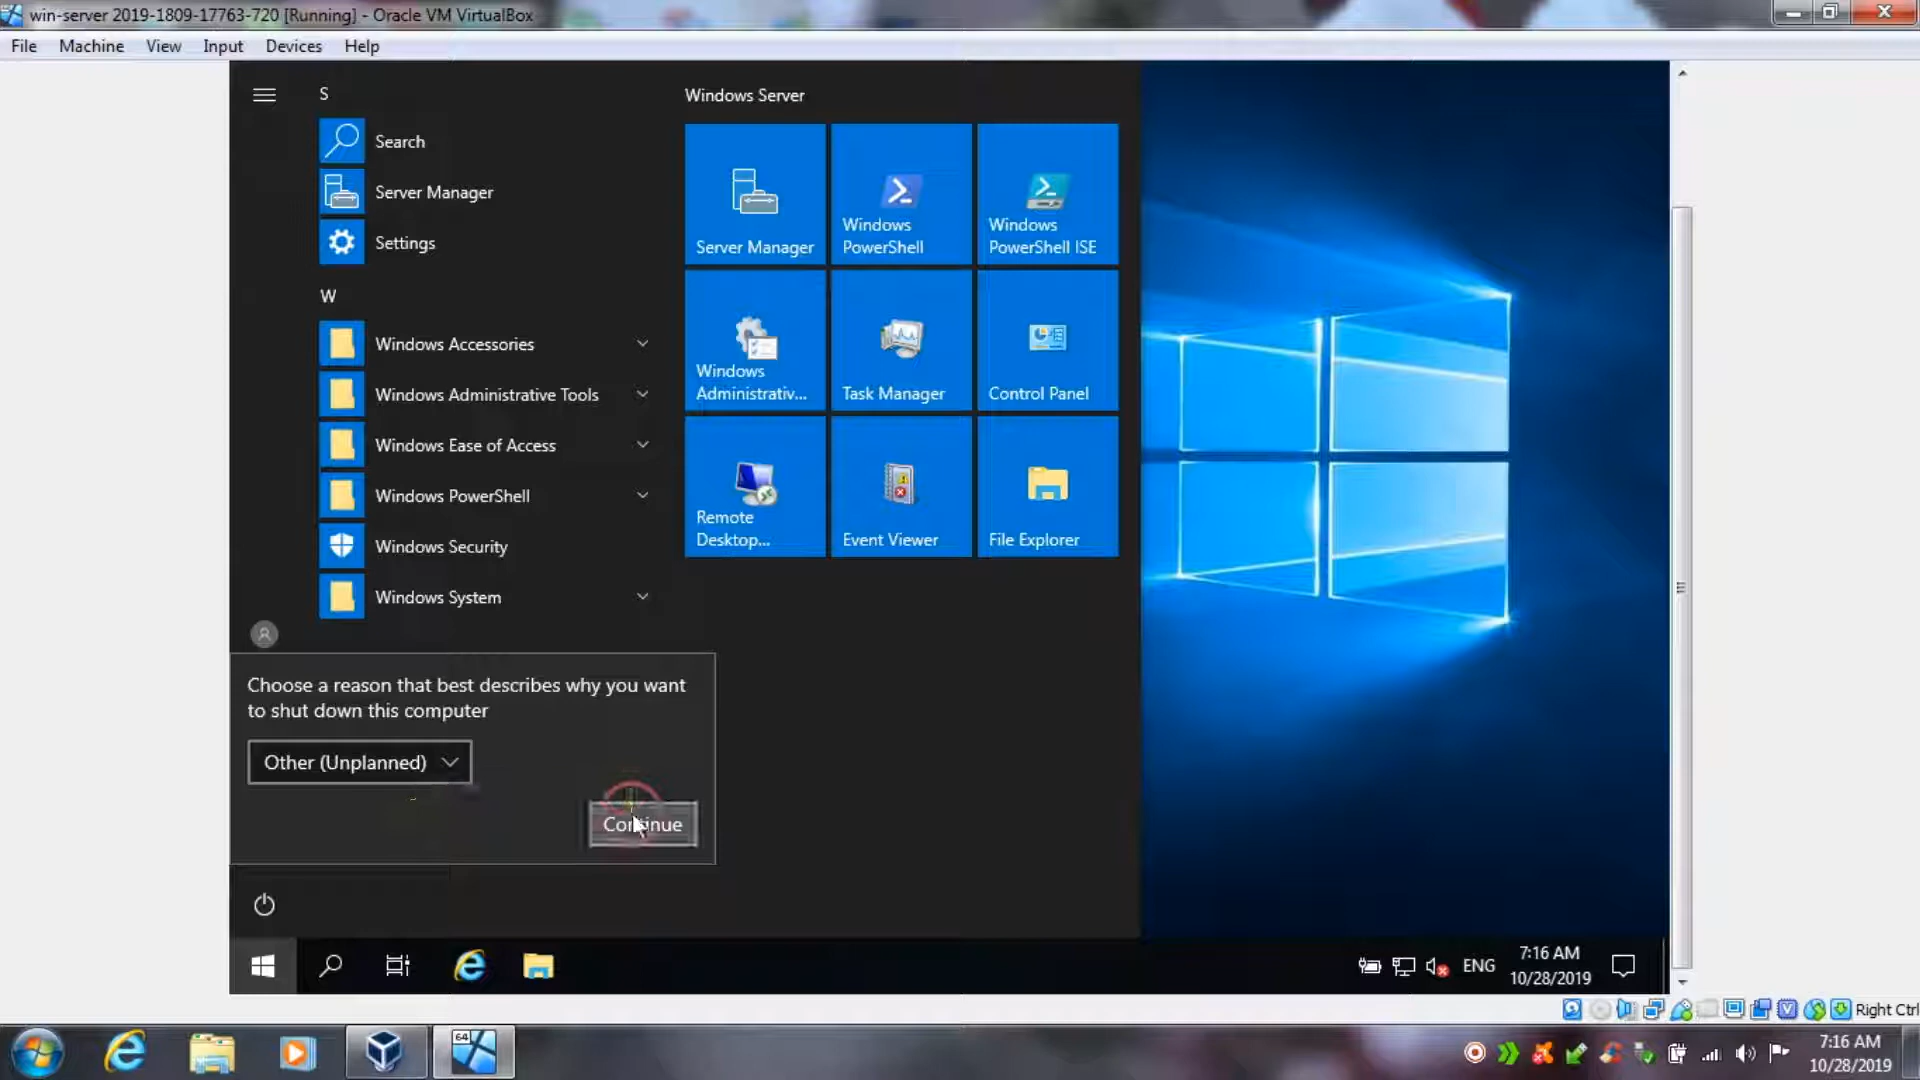 win-server 2019-1809-17763-720 [Running] - Oracle VM VirtualBox
File Machine View Input Devices Help
S
Search
Server Manager
Settings
W
Windows Accessories
Windows Administrative Tools
Windows Ease of Access
Windows PowerShell
Windows Security
Windows System
Windows Server
Server Manager
Windows
PowerShell
Windows
PowerShell ISE
Windows
Administrativ...
Task Manager
Control Panel
Remote
Desktop...
Event Viewer
File Explorer
Choose a reason that best describes why you want
to shut down this computer
Other (Unplanned)
Continue
ENG
7:16 AM
10/28/2019
Right Ctrl
64
7:16 AM
10/28/2019